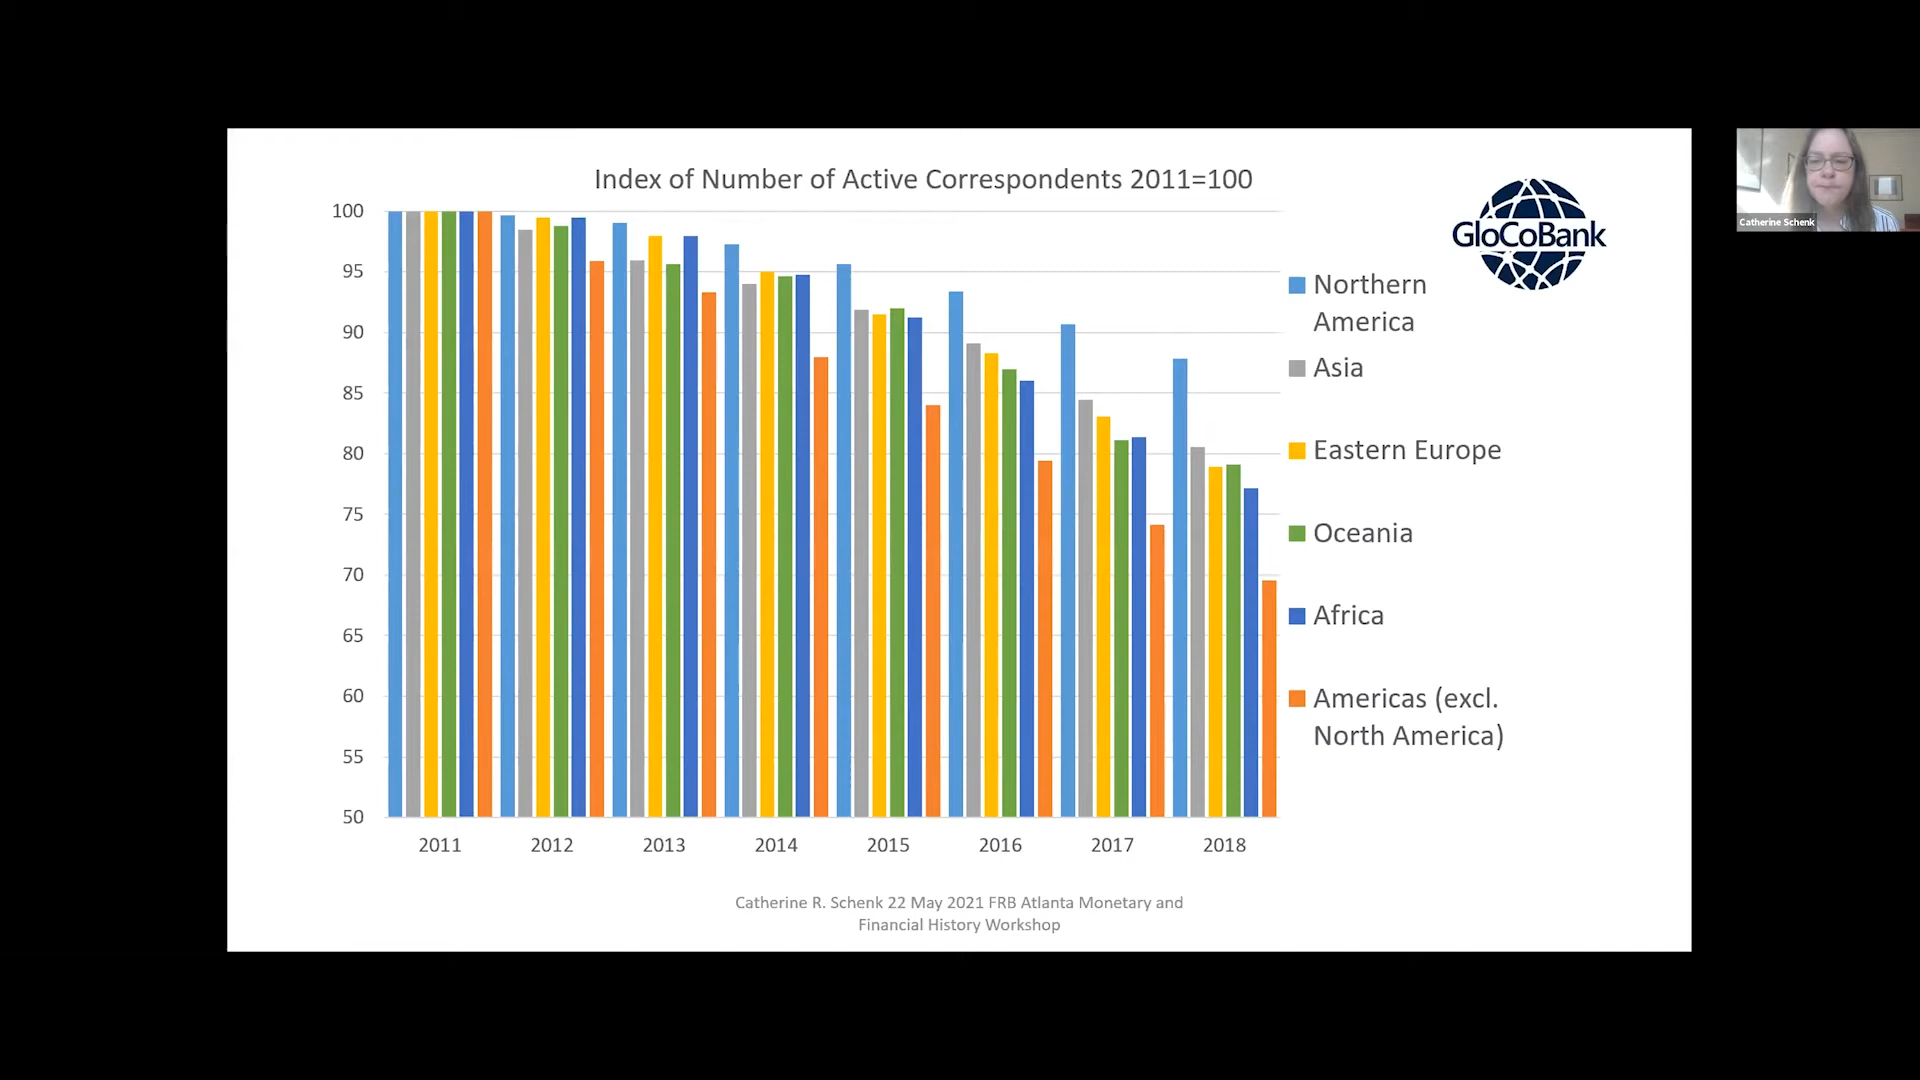 Index of Number of Active Correspondents 2011=100
GloCoBank
Catherine Schenk
100
95
90
85
80
75
70
65
60
55
50
2011 2012 2013 2014 2015 2016 2017 2018
Northern
America
Asia
Eastern Europe
Oceania
Africa
Americas (excl.
North America)
Catherine R. Schenk 22 May 2021 FRB Atlanta Monetary and
Financial History Workshop